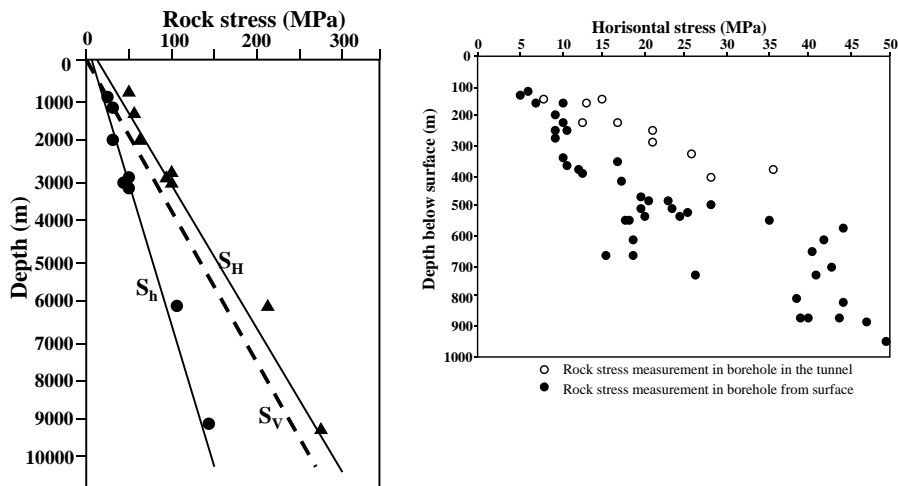 Rock stress (MPa)
0 100 200 300
0
1000
2000
3000
4000
5000
6000
7000
8000
9000
10000
Depth (m)
S_H
S_h
S_V
Horisontal stress (MPa)
0 5 10 15 20 25 35 40 45 50
100
200
300
400
500
600
700
800
900
1000
Depth below surface (m)
Rock stress measurement in borehole in the tunnel
Rock stress measurement in borehole from surface